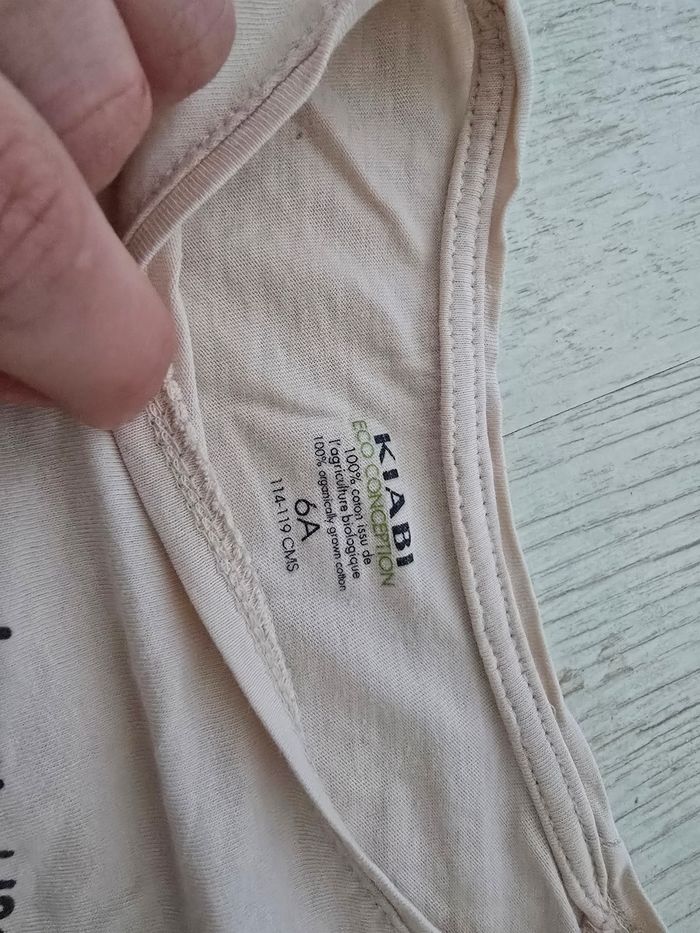 KIABI
ECO CONCEPTION
100% coton issu de
l'agriculture biologique
100% organically grown cotton
6A
114-119 CMS